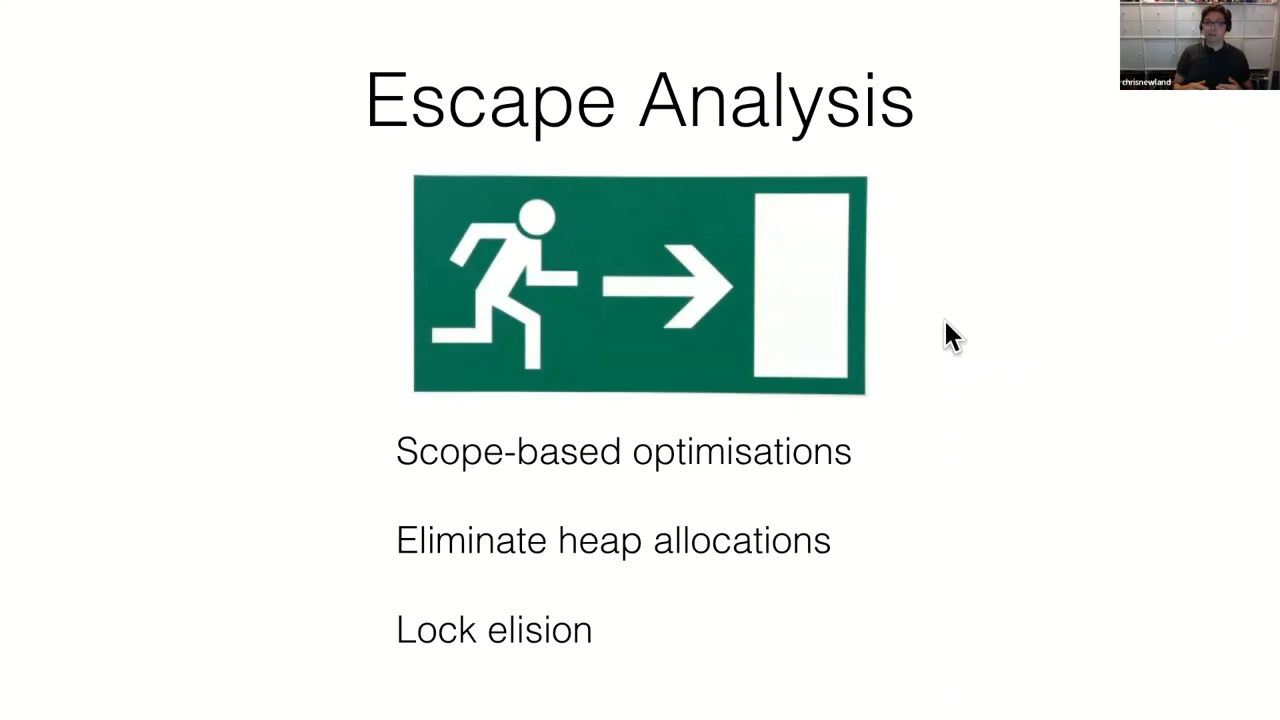 Escape Analysis
chrisnewland
Scope-based optimisations
Eliminate heap allocations
Lock elision